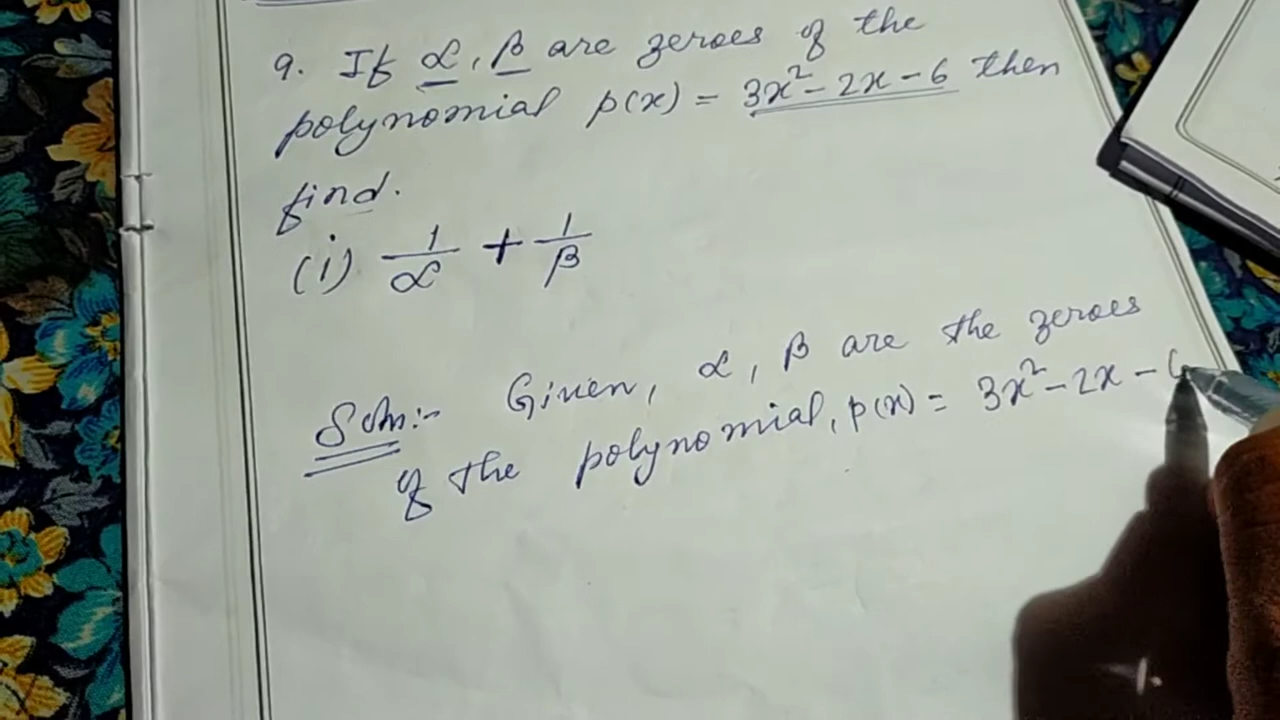 9. If α, β are zeroes of the
polynomial p(x) = 3x² - 2x - 6 then
find.
(i) 1/α + 1/β
Soln:- Given, α, β are the zeroes
of the polynomial, p(x) = 3x² - 2x - 6